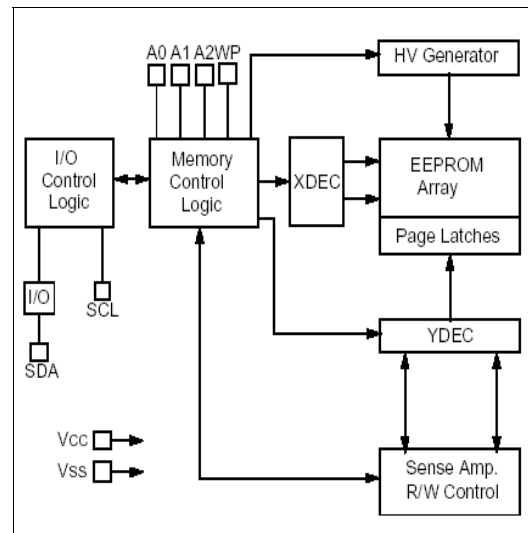 A0 A1 A2 WP
HV Generator
I/O
Control
Logic
Memory
Control
Logic
XDEC
EEPROM
Array
Page Latches
I/O
SCL
SDA
YDEC
Vcc
Vss
Sense Amp.
R/W Control